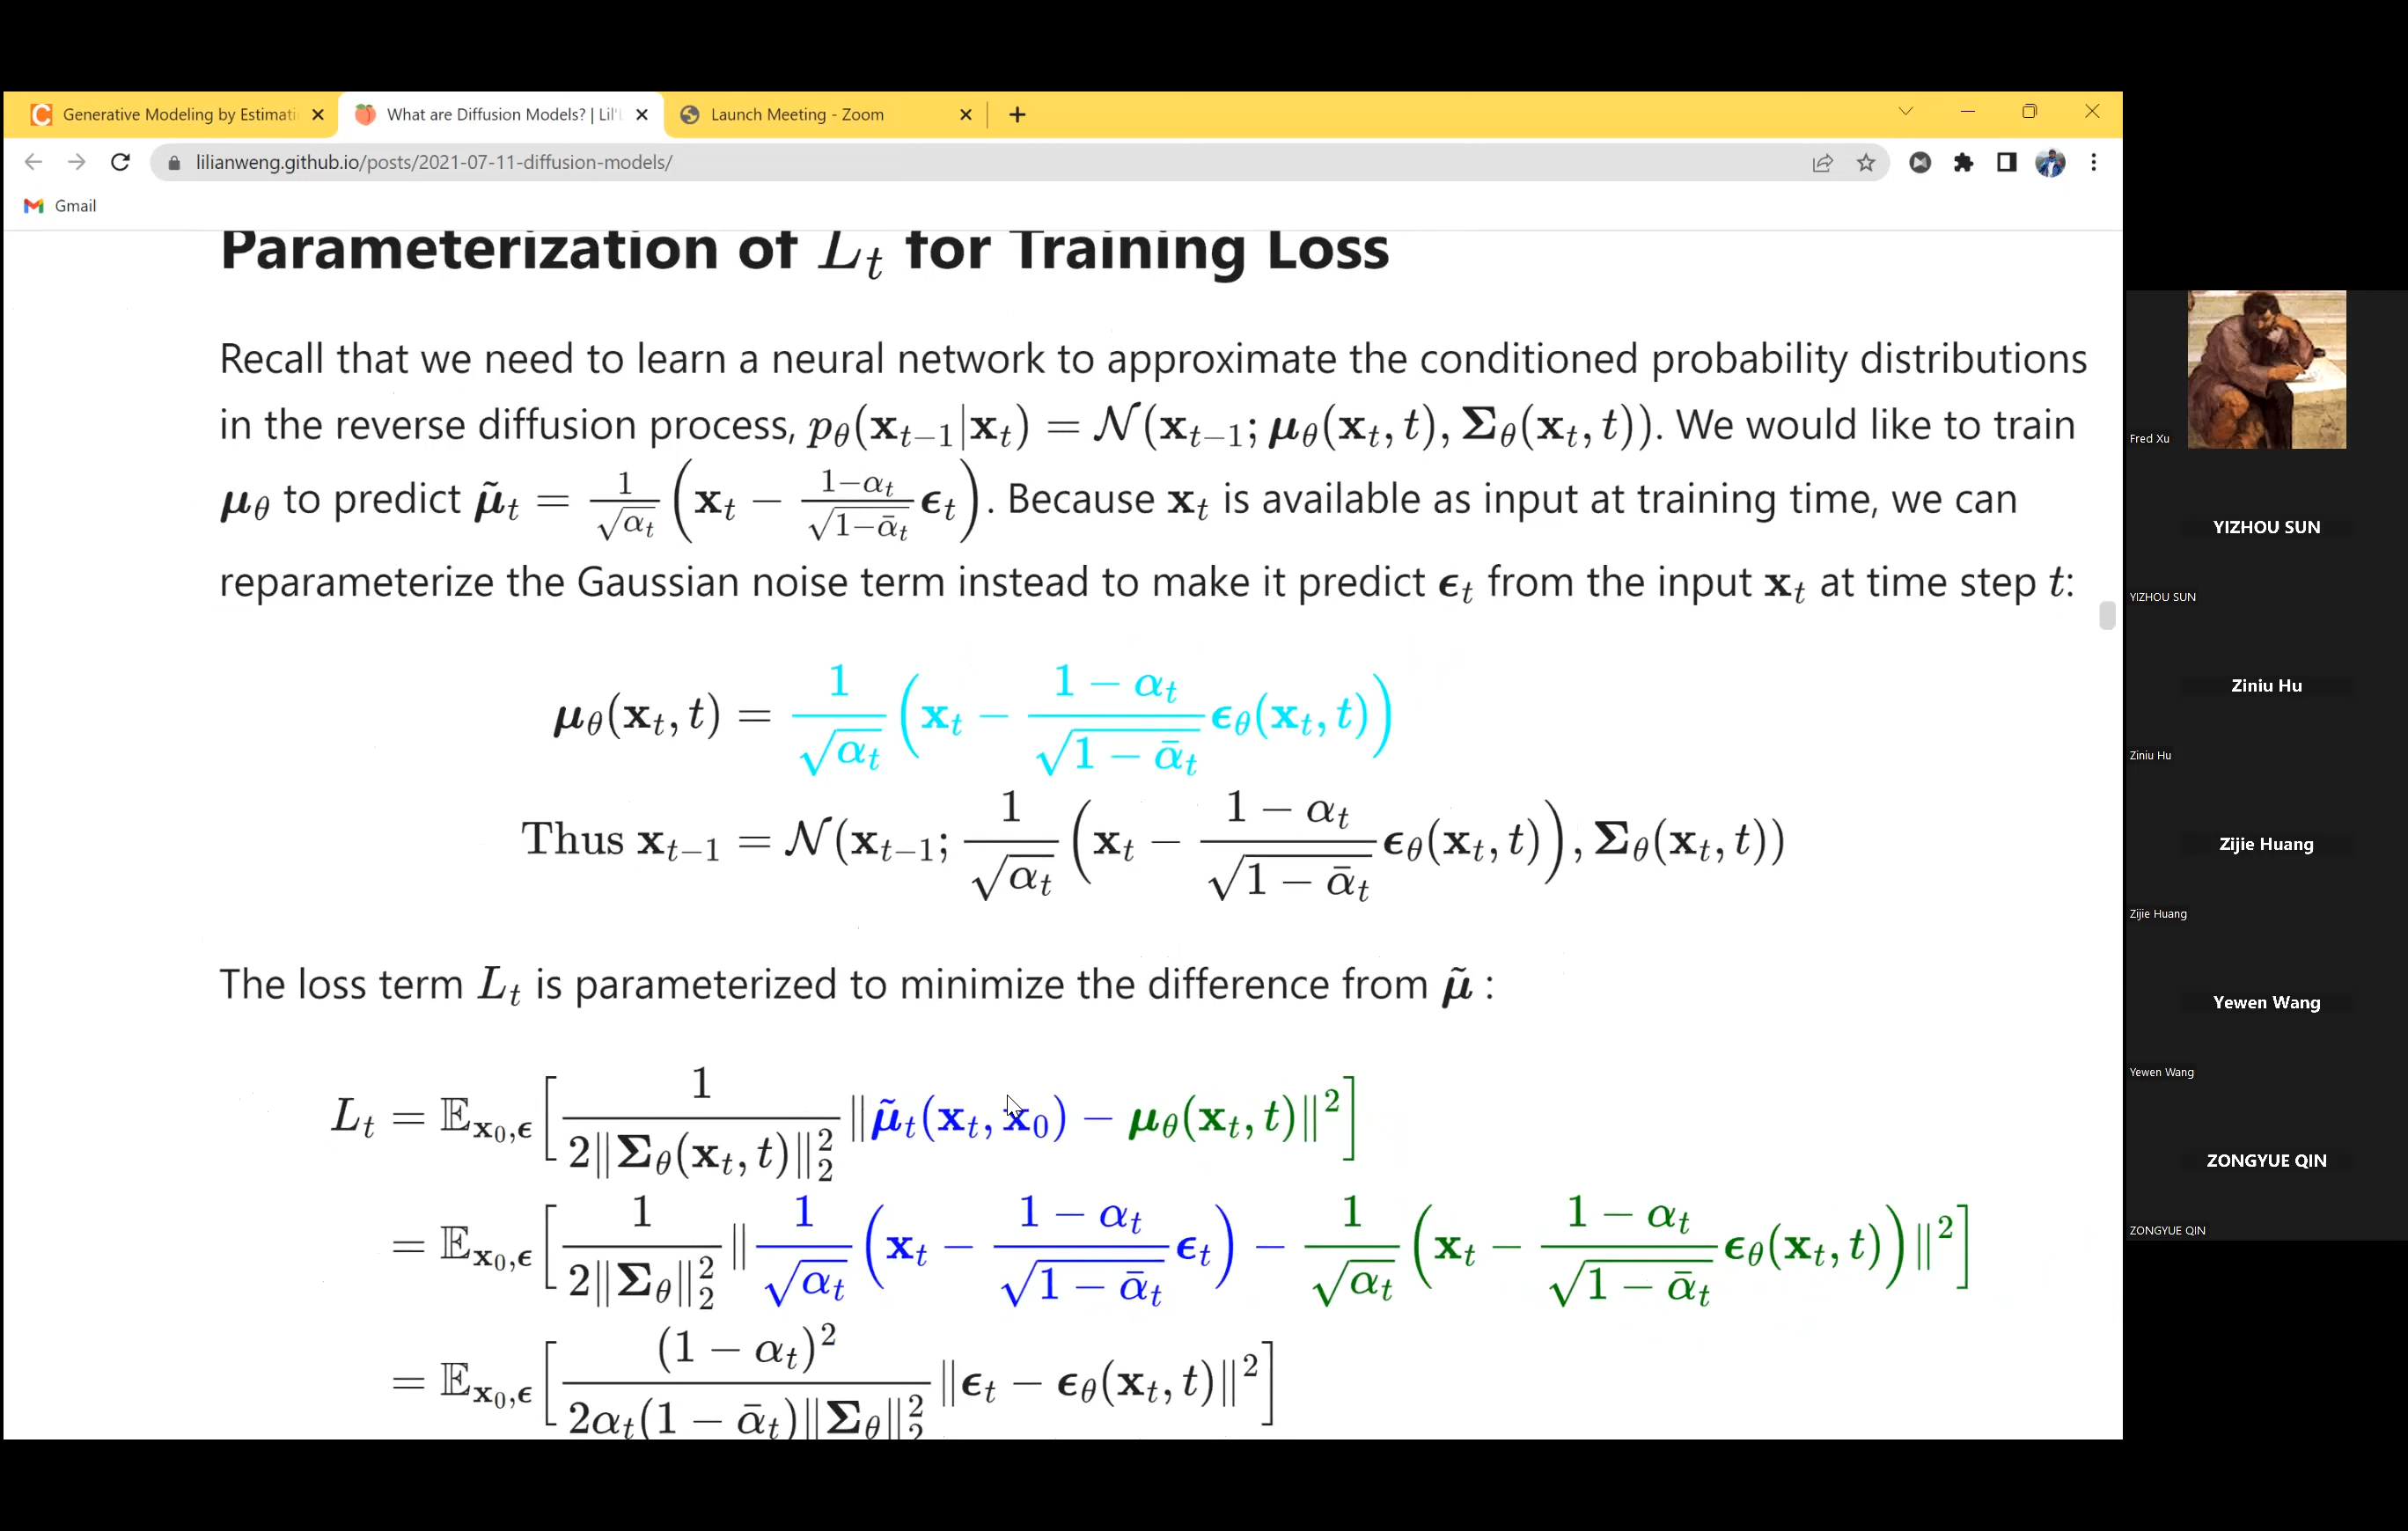 Generative Modeling by Estimati
What are Diffusion Models? | Lil'L
Launch Meeting - Zoom
lilianweng.github.io/posts/2021-07-11-diffusion-models/
Gmail
Parameterization of L_t for Training Loss
Recall that we need to learn a neural network to approximate the conditioned probability distributions
in the reverse diffusion process, p_θ(x_{t−1}|x_t) = 𝒩(x_{t−1}; μ_θ(x_t, t), Σ_θ(x_t, t)). We would like to train
μ_θ to predict μ̃_t = 1/√α_t (x_t − (1−α_t)/√(1−ᾱ_t) ϵ_t). Because x_t is available as input at training time, we can
reparameterize the Gaussian noise term instead to make it predict ϵ_t from the input x_t at time step t:
μ_θ(x_t, t) = 1/√α_t (x_t − (1 − α_t)/√(1 − ᾱ_t) ϵ_θ(x_t, t))
Thus x_{t−1} = 𝒩(x_{t−1}; 1/√α_t (x_t − (1 − α_t)/√(1 − ᾱ_t) ϵ_θ(x_t, t)), Σ_θ(x_t, t))
The loss term L_t is parameterized to minimize the difference from μ̃ :
L_t = 𝔼_{x_0,ϵ}[1/(2‖Σ_θ(x_t, t)‖²_2) ‖μ̃_t(x_t, x_0) − μ_θ(x_t, t)‖²]
= 𝔼_{x_0,ϵ}[1/(2‖Σ_θ‖²_2) ‖1/√α_t (x_t − (1 − α_t)/√(1 − ᾱ_t) ϵ_t) − 1/√α_t (x_t − (1 − α_t)/√(1 − ᾱ_t) ϵ_θ(x_t, t))‖²]
= 𝔼_{x_0,ϵ}[(1 − α_t)²/(2α_t(1 − ᾱ_t)‖Σ_θ‖²_2) ‖ϵ_t − ϵ_θ(x_t, t)‖²]
Fred Xu
YIZHOU SUN
YIZHOU SUN
Ziniu Hu
Ziniu Hu
Zijie Huang
Zijie Huang
Yewen Wang
Yewen Wang
ZONGYUE QIN
ZONGYUE QIN